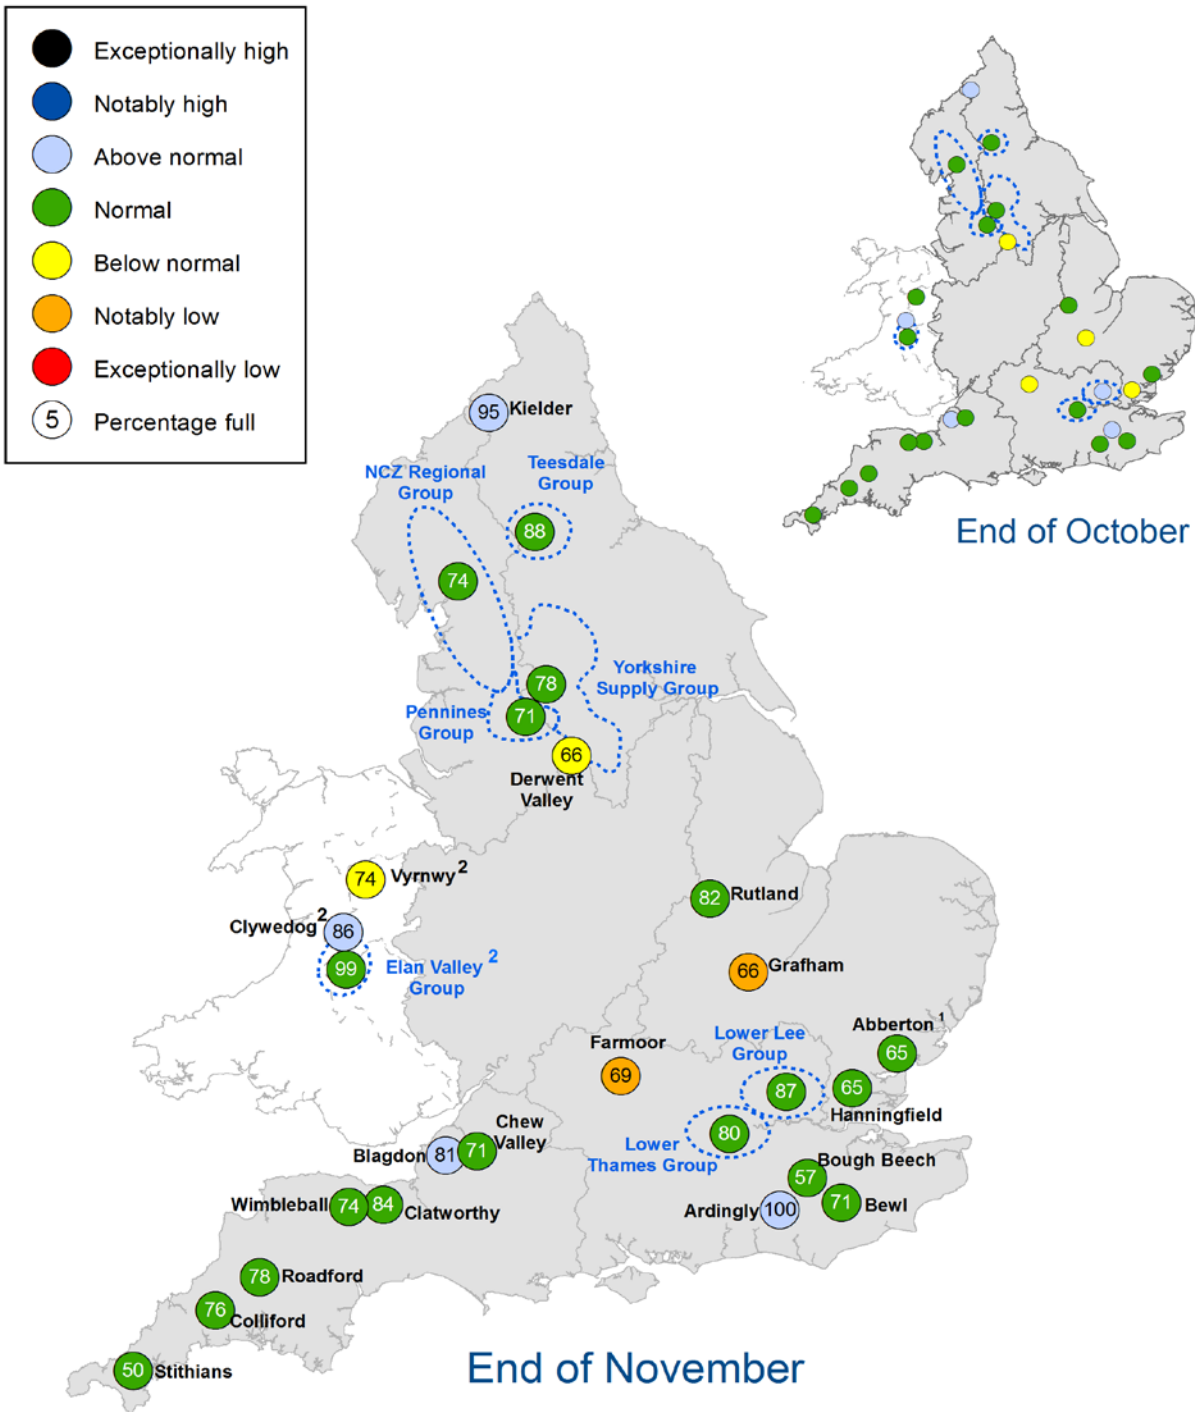 Exceptionally high
Notably high
Above normal
Normal
Below normal
Notably low
Exceptionally low
5 Percentage full
End of October
95 Kielder
NCZ Regional
Group
Teesdale
Group
88
74
Yorkshire
Supply Group
78
Pennines
Group
71
66
Derwent
Valley
74 Vyrnwy 2
Clywedog 2
86
99
Elan Valley 2
Group
82 Rutland
66 Grafham
Abberton 1
65
Farmoor
69
Lower Lee
Group
87
65
Hanningfield
Chew
Valley
Blagdon 81 71
80
Lower
Thames Group
Bough Beech
57
Wimbleball 74 84 Clatworthy
Ardingly 100
71 Bewl
78 Roadford
76 Colliford
50 Stithians
End of November